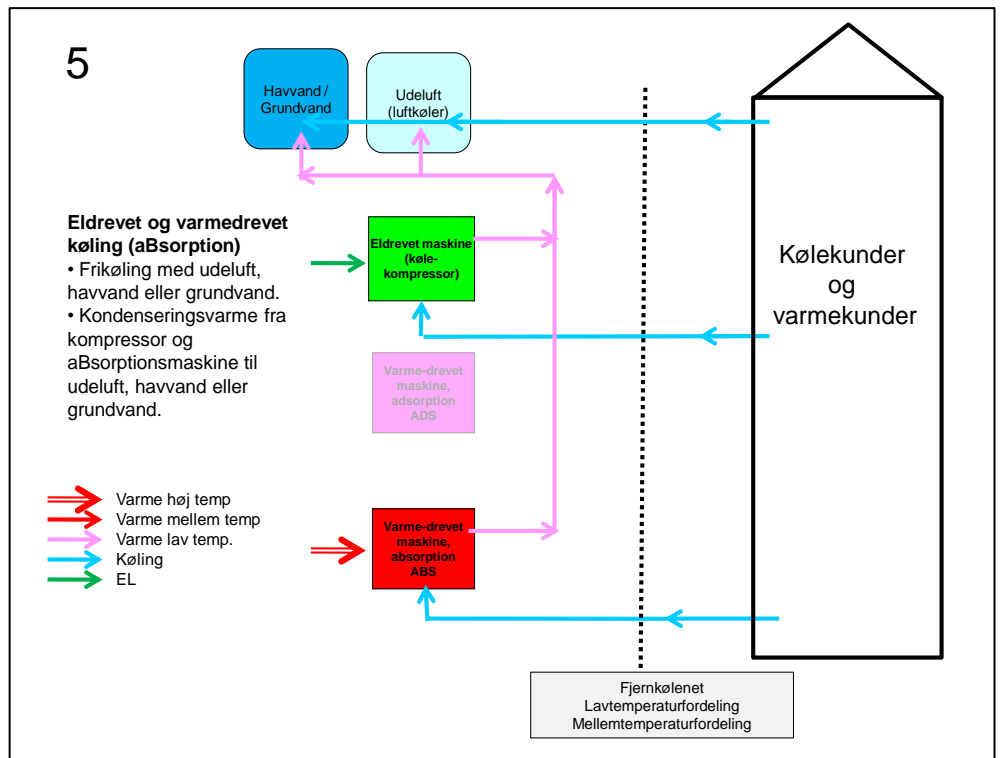 5
Havvand /
Grundvand
Udeluft
(luftkøler)
Eldrevet og varmedrevet
køling (aBsorption)
• Frikøling med udeluft,
havvand eller grundvand.
• Kondenseringsvarme fra
kompressor og
aBsorptionsmaskine til
udeluft, havvand eller
grundvand.
Eldrevet maskine
(køle-
kompressor)
Varme-drevet
maskine,
adsorption
ADS
Varme-drevet
maskine,
absorption
ABS
Kølekunder
og
varmekunder
Varme høj temp
Varme mellem temp
Varme lav temp.
Køling
EL
Fjernkølenet
Lavtemperaturfordeling
Mellemtemperaturfordeling